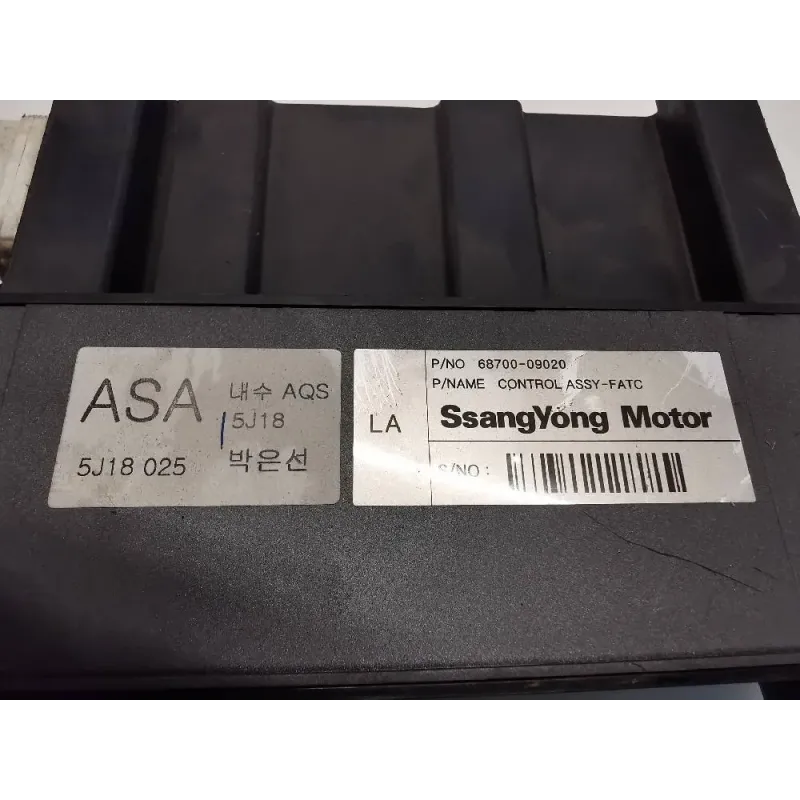 ASA
내수 AQS
5J18
5J18 025
박은선
LA
P/NO 68700-09020
P/NAME CONTROL ASSY-FATC
SsangYong Motor
S/NO :